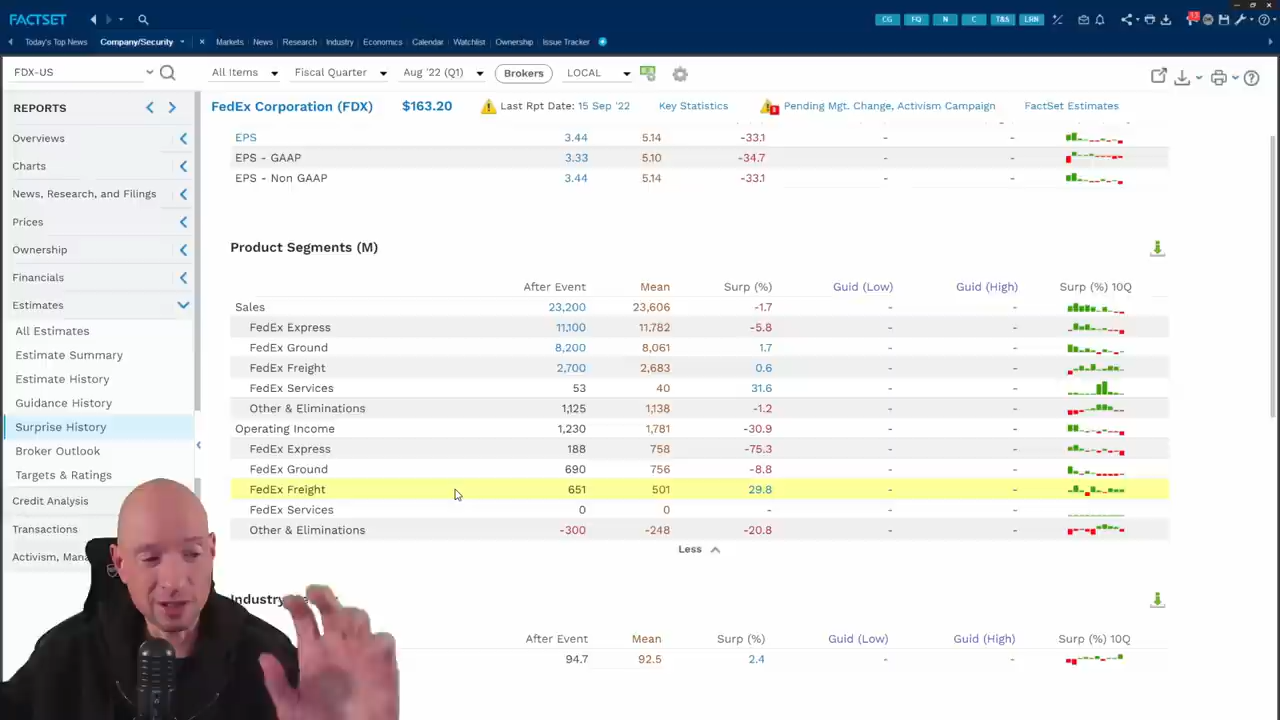 FACTSET
CG FQ N C T&S LRN
Today's Top News Company/Security Markets News Research Industry Economics Calendar Watchlist Ownership Issue Tracker
FDX-US All Items Fiscal Quarter Aug '22 (Q1) Brokers LOCAL
REPORTS FedEx Corporation (FDX) $163.20 Last Rpt Date: 15 Sep '22 Key Statistics Pending Mgt. Change, Activism Campaign FactSet Estimates
Overviews
Charts
News, Research, and Filings
Prices
Ownership
Financials
Estimates
All Estimates
Estimate Summary
Estimate History
Guidance History
Surprise History
Broker Outlook
Targets & Ratings
Credit Analysis
Transactions
EPS 3.44 5.14 -33.1 - -
EPS - GAAP 3.33 5.10 -34.7 - -
EPS - Non GAAP 3.44 5.14 -33.1 - -
Product Segments (M)
After Event Mean Surp (%) Guid (Low) Guid (High) Surp (%) 10Q
Sales 23,200 23,606 -1.7 - -
FedEx Express 11,100 11,782 -5.8 - -
FedEx Ground 8,200 8,061 1.7 - -
FedEx Freight 2,700 2,683 0.6 - -
FedEx Services 53 40 31.6 - -
Other & Eliminations 1,125 1,138 -1.2 - -
Operating Income 1,230 1,781 -30.9 - -
FedEx Express 188 758 -75.3 - -
FedEx Ground 690 756 -8.8 - -
FedEx Freight 651 501 29.8 - -
FedEx Services 0 0 - - -
Other & Eliminations -300 -248 -20.8 - -
Less
After Event Mean Surp (%) Guid (Low) Guid (High) Surp (%) 10Q
94.7 92.5 2.4 - -